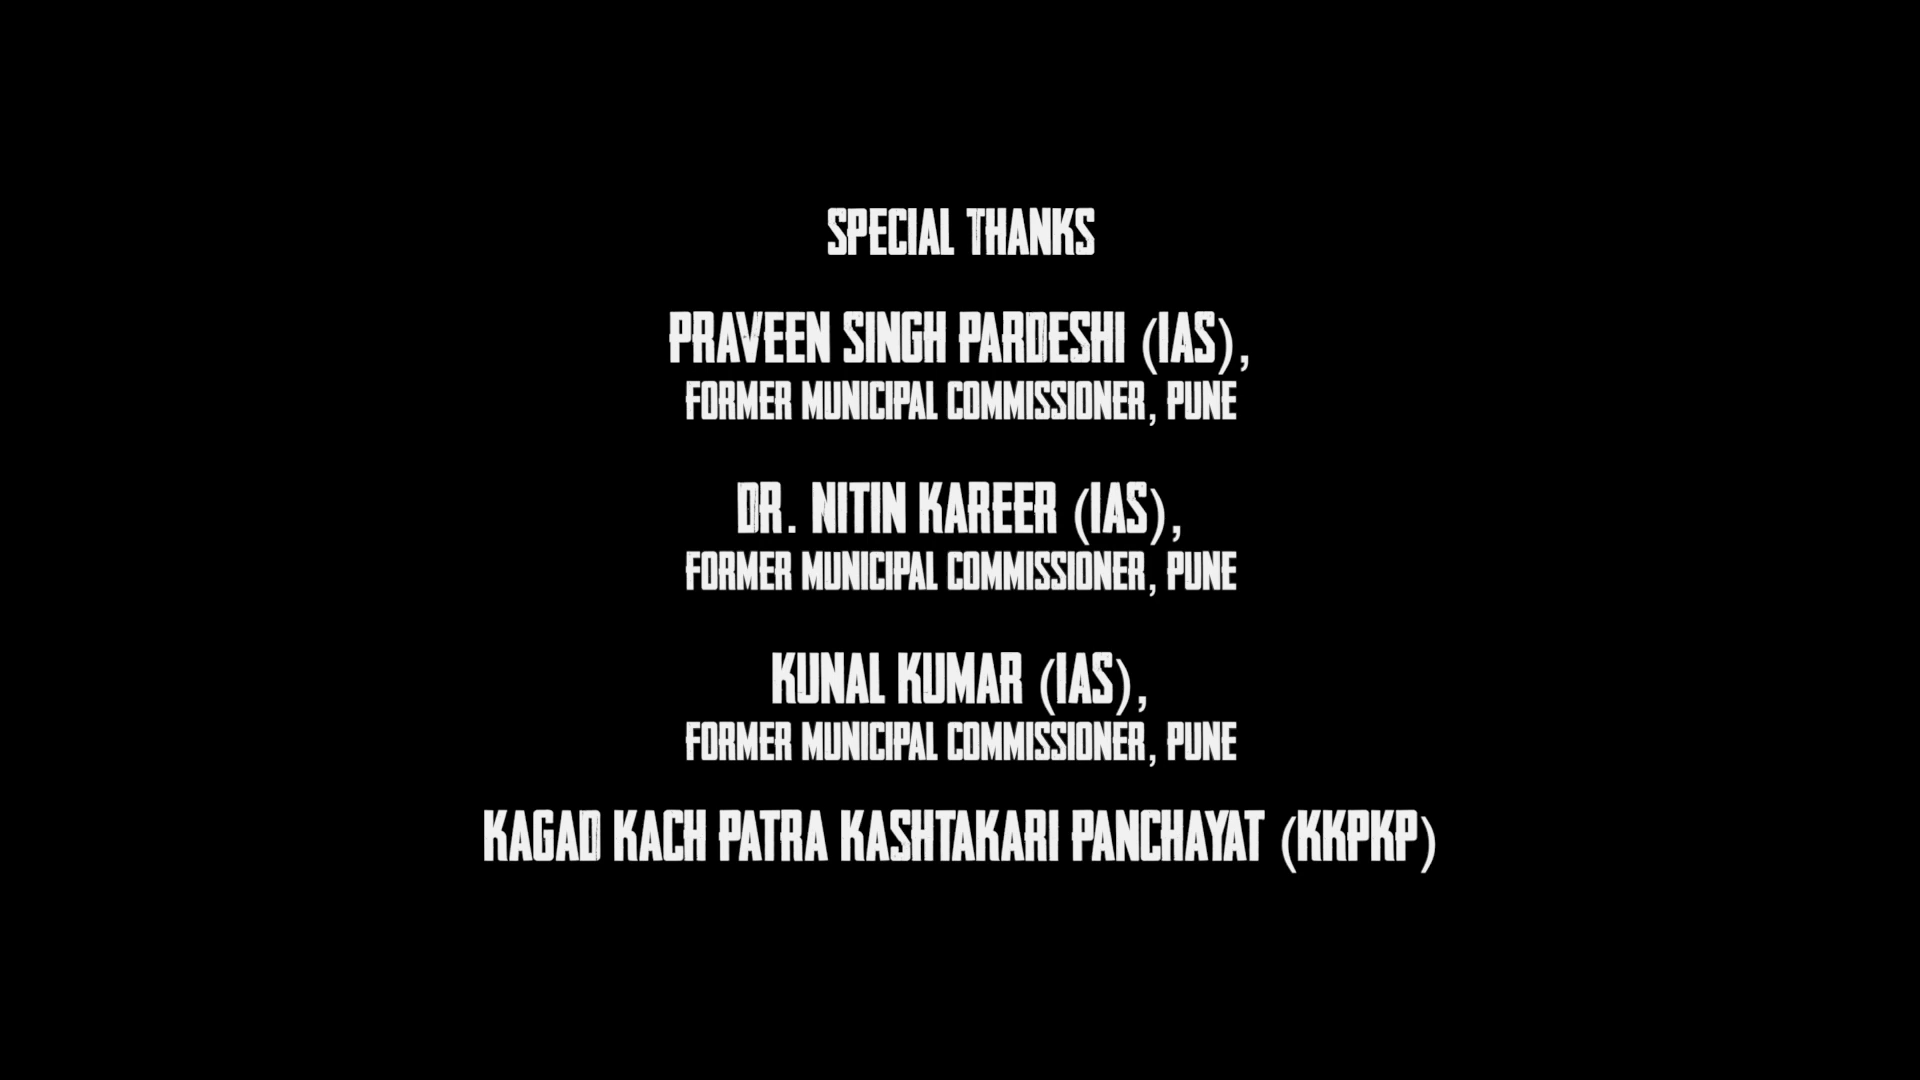 SPECIAL THANKS
PRAVEEN SINGH PARDESHI (IAS),
FORMER MUNICIPAL COMMISSIONER, PUNE
DR. NITIN KAREER (IAS),
FORMER MUNICIPAL COMMISSIONER, PUNE
KUNAL KUMAR (IAS),
FORMER MUNICIPAL COMMISSIONER, PUNE
KAGAD KACH PATRA KASHTAKARI PANCHAYAT (KKPKP)